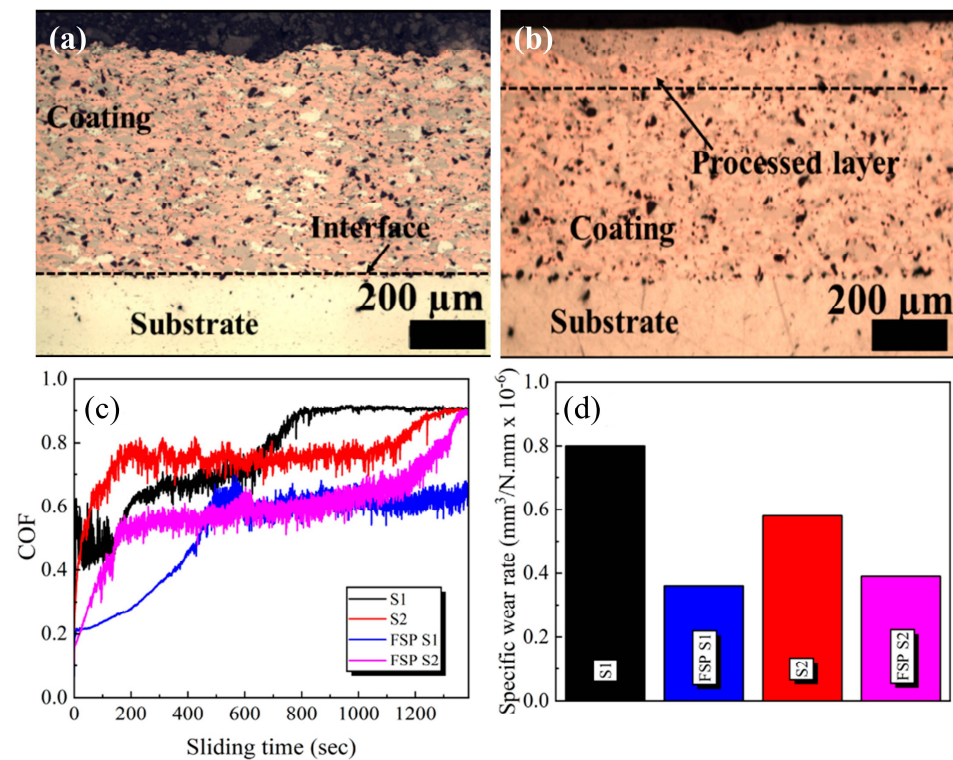 (a)
Coating
Interface
200 µm
Substrate
(b)
Processed layer
Coating
200 µm
Substrate
(c)
COF
1.0
0.8
0.6
0.4
0.2
0.0
0 200 400 600 800 1000 1200
Sliding time (sec)
S1
S2
FSP S1
FSP S2
(d)
Specific wear rate (mm³/N.mm x 10⁻⁶)
1.0
0.8
0.6
0.4
0.2
0.0
S1
FSP S1
S2
FSP S2